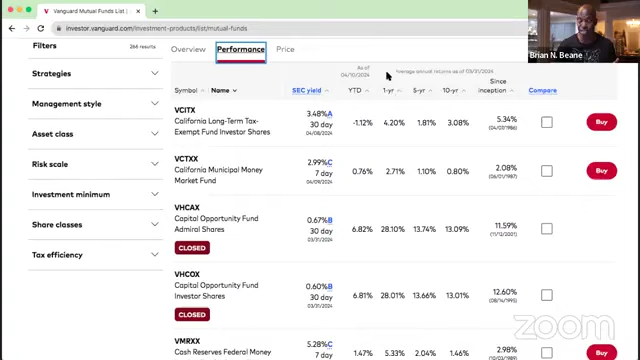 Vanguard Mutual Funds List |
investor.vanguard.com/investment-products/list/mutual-funds
Brian N. Beane
Filters
266 results
Strategies
Management style
Asset class
Risk scale
Investment minimum
Share classes
Tax efficiency
Overview Performance Price
As of 04/10/2024
Average annual returns as of 03/31/2024
Symbol Name SEC yield YTD 1-yr 5-yr 10-yr Since inception Compare
VCITX
California Long-Term Tax-Exempt Fund Investor Shares
3.48%A
30 day
04/08/2024
-1.12% 4.20% 1.81% 3.08% 5.34%
(04/07/1986)
Buy
VCTXX
California Municipal Money Market Fund
2.99%C
7 day
04/09/2024
0.76% 2.71% 1.10% 0.80% 2.08%
(06/01/1987)
Buy
VHCAX
Capital Opportunity Fund Admiral Shares
CLOSED
0.67%B
30 day
03/31/2024
6.82% 28.10% 13.74% 13.09% 11.59%
(11/12/2001)
VHCOX
Capital Opportunity Fund Investor Shares
CLOSED
0.60%B
30 day
03/31/2024
6.81% 28.01% 13.66% 13.01% 12.60%
(08/14/1995)
VMRXX
Cash Reserves Federal Money
5.28%C
7 day
1.47% 5.33% 2.04% 1.46% 2.98%
(10/03/1989)
Buy
zoom